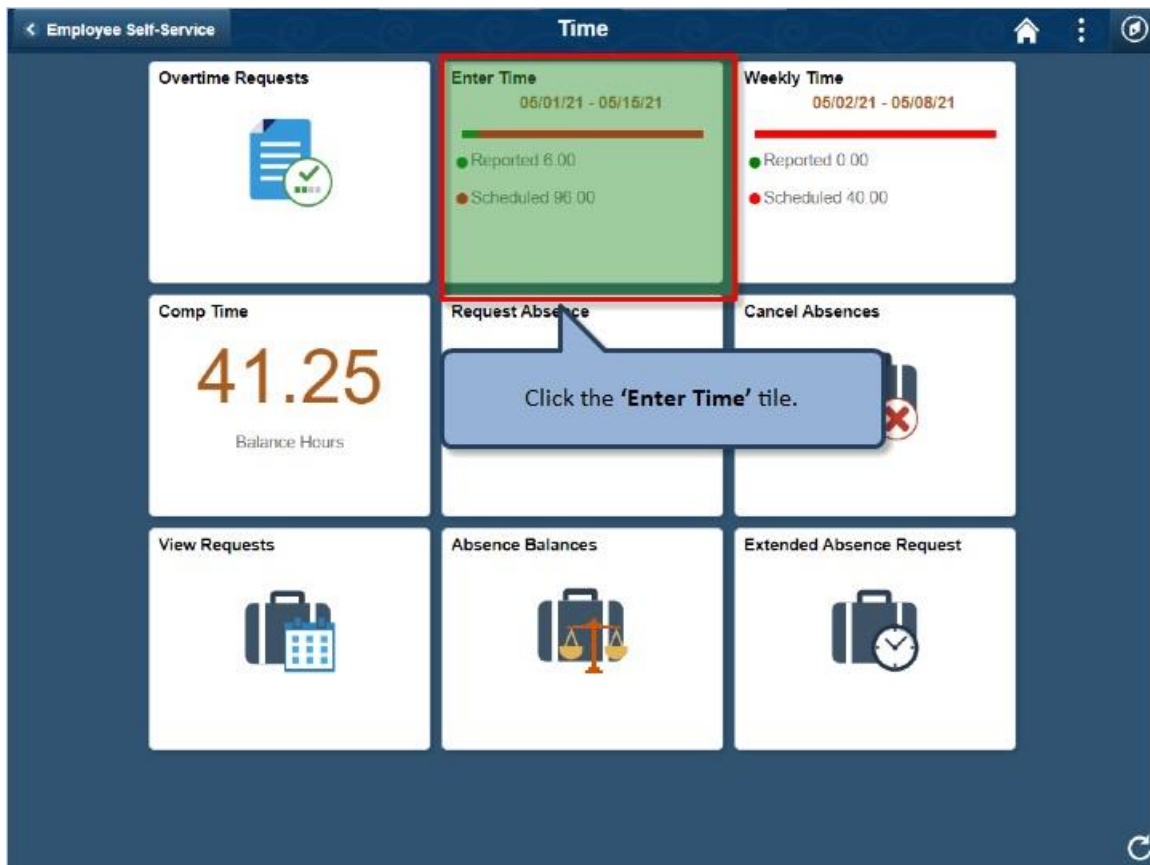 Employee Self-Service
Time
Overtime Requests
Enter Time
05/01/21 - 05/15/21
Reported 6.00
Scheduled 96.00
Weekly Time
05/02/21 - 05/08/21
Reported 0.00
Scheduled 40.00
Comp Time
41.25
Balance Hours
Request Absence
Cancel Absences
Click the ‘Enter Time’ tile.
View Requests
Absence Balances
Extended Absence Request